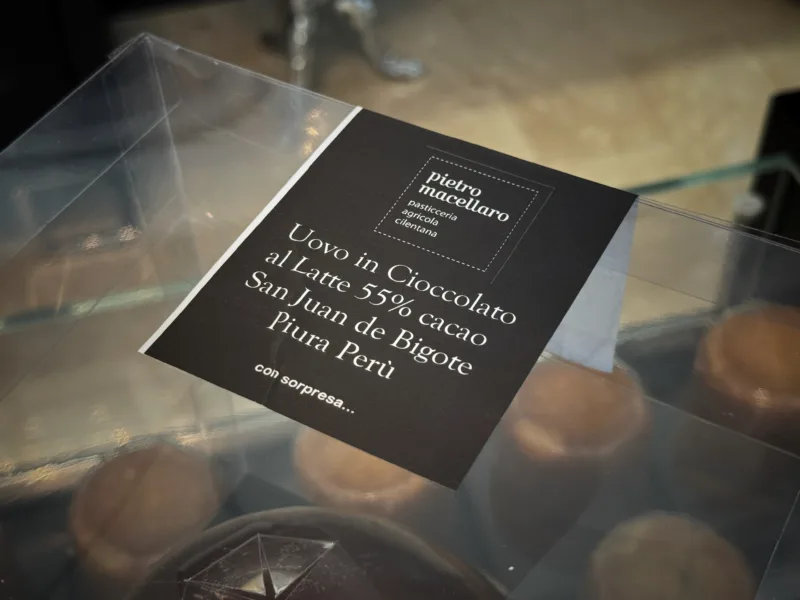 pietro
macellaro
pasticceria
agricola
cilentana
Uovo in Cioccolato
al Latte 55% cacao
San Juan de Bigote
Piura Perù
con sorpresa...